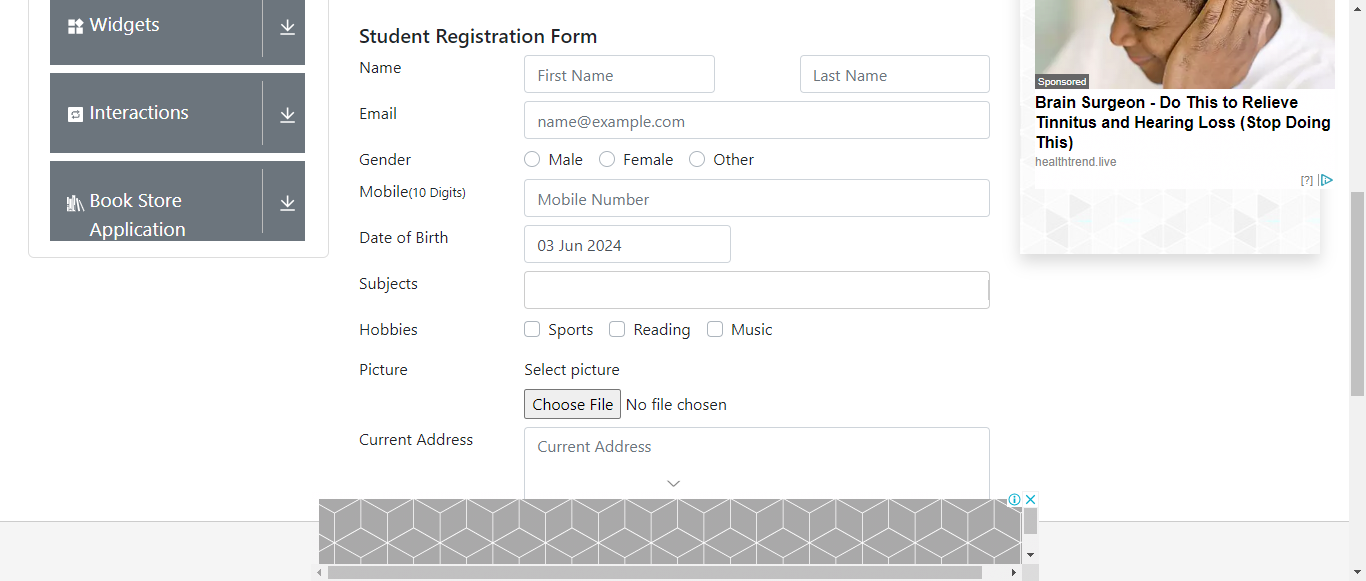 Widgets
Interactions
Book Store
Application
Student Registration Form
Name
First Name
Last Name
Email
name@example.com
Gender
Male
Female
Other
Mobile(10 Digits)
Mobile Number
Date of Birth
03 Jun 2024
Subjects
Hobbies
Sports
Reading
Music
Picture
Select picture
Choose File No file chosen
Current Address
Current Address
Sponsored
Brain Surgeon - Do This to Relieve
Tinnitus and Hearing Loss (Stop Doing
This)
healthtrend.live
[?]